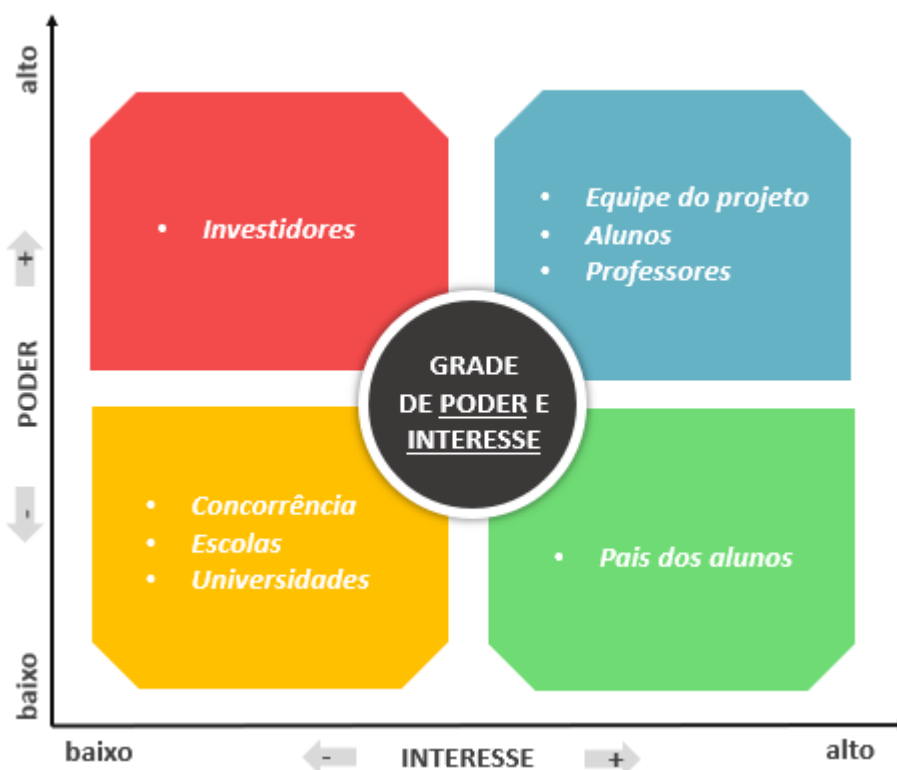 alto
+
PODER
-
baixo
• Investidores
• Equipe do projeto
• Alunos
• Professores
GRADE
DE PODER E
INTERESSE
• Concorrência
• Escolas
• Universidades
• Pais dos alunos
baixo
-
INTERESSE
+
alto